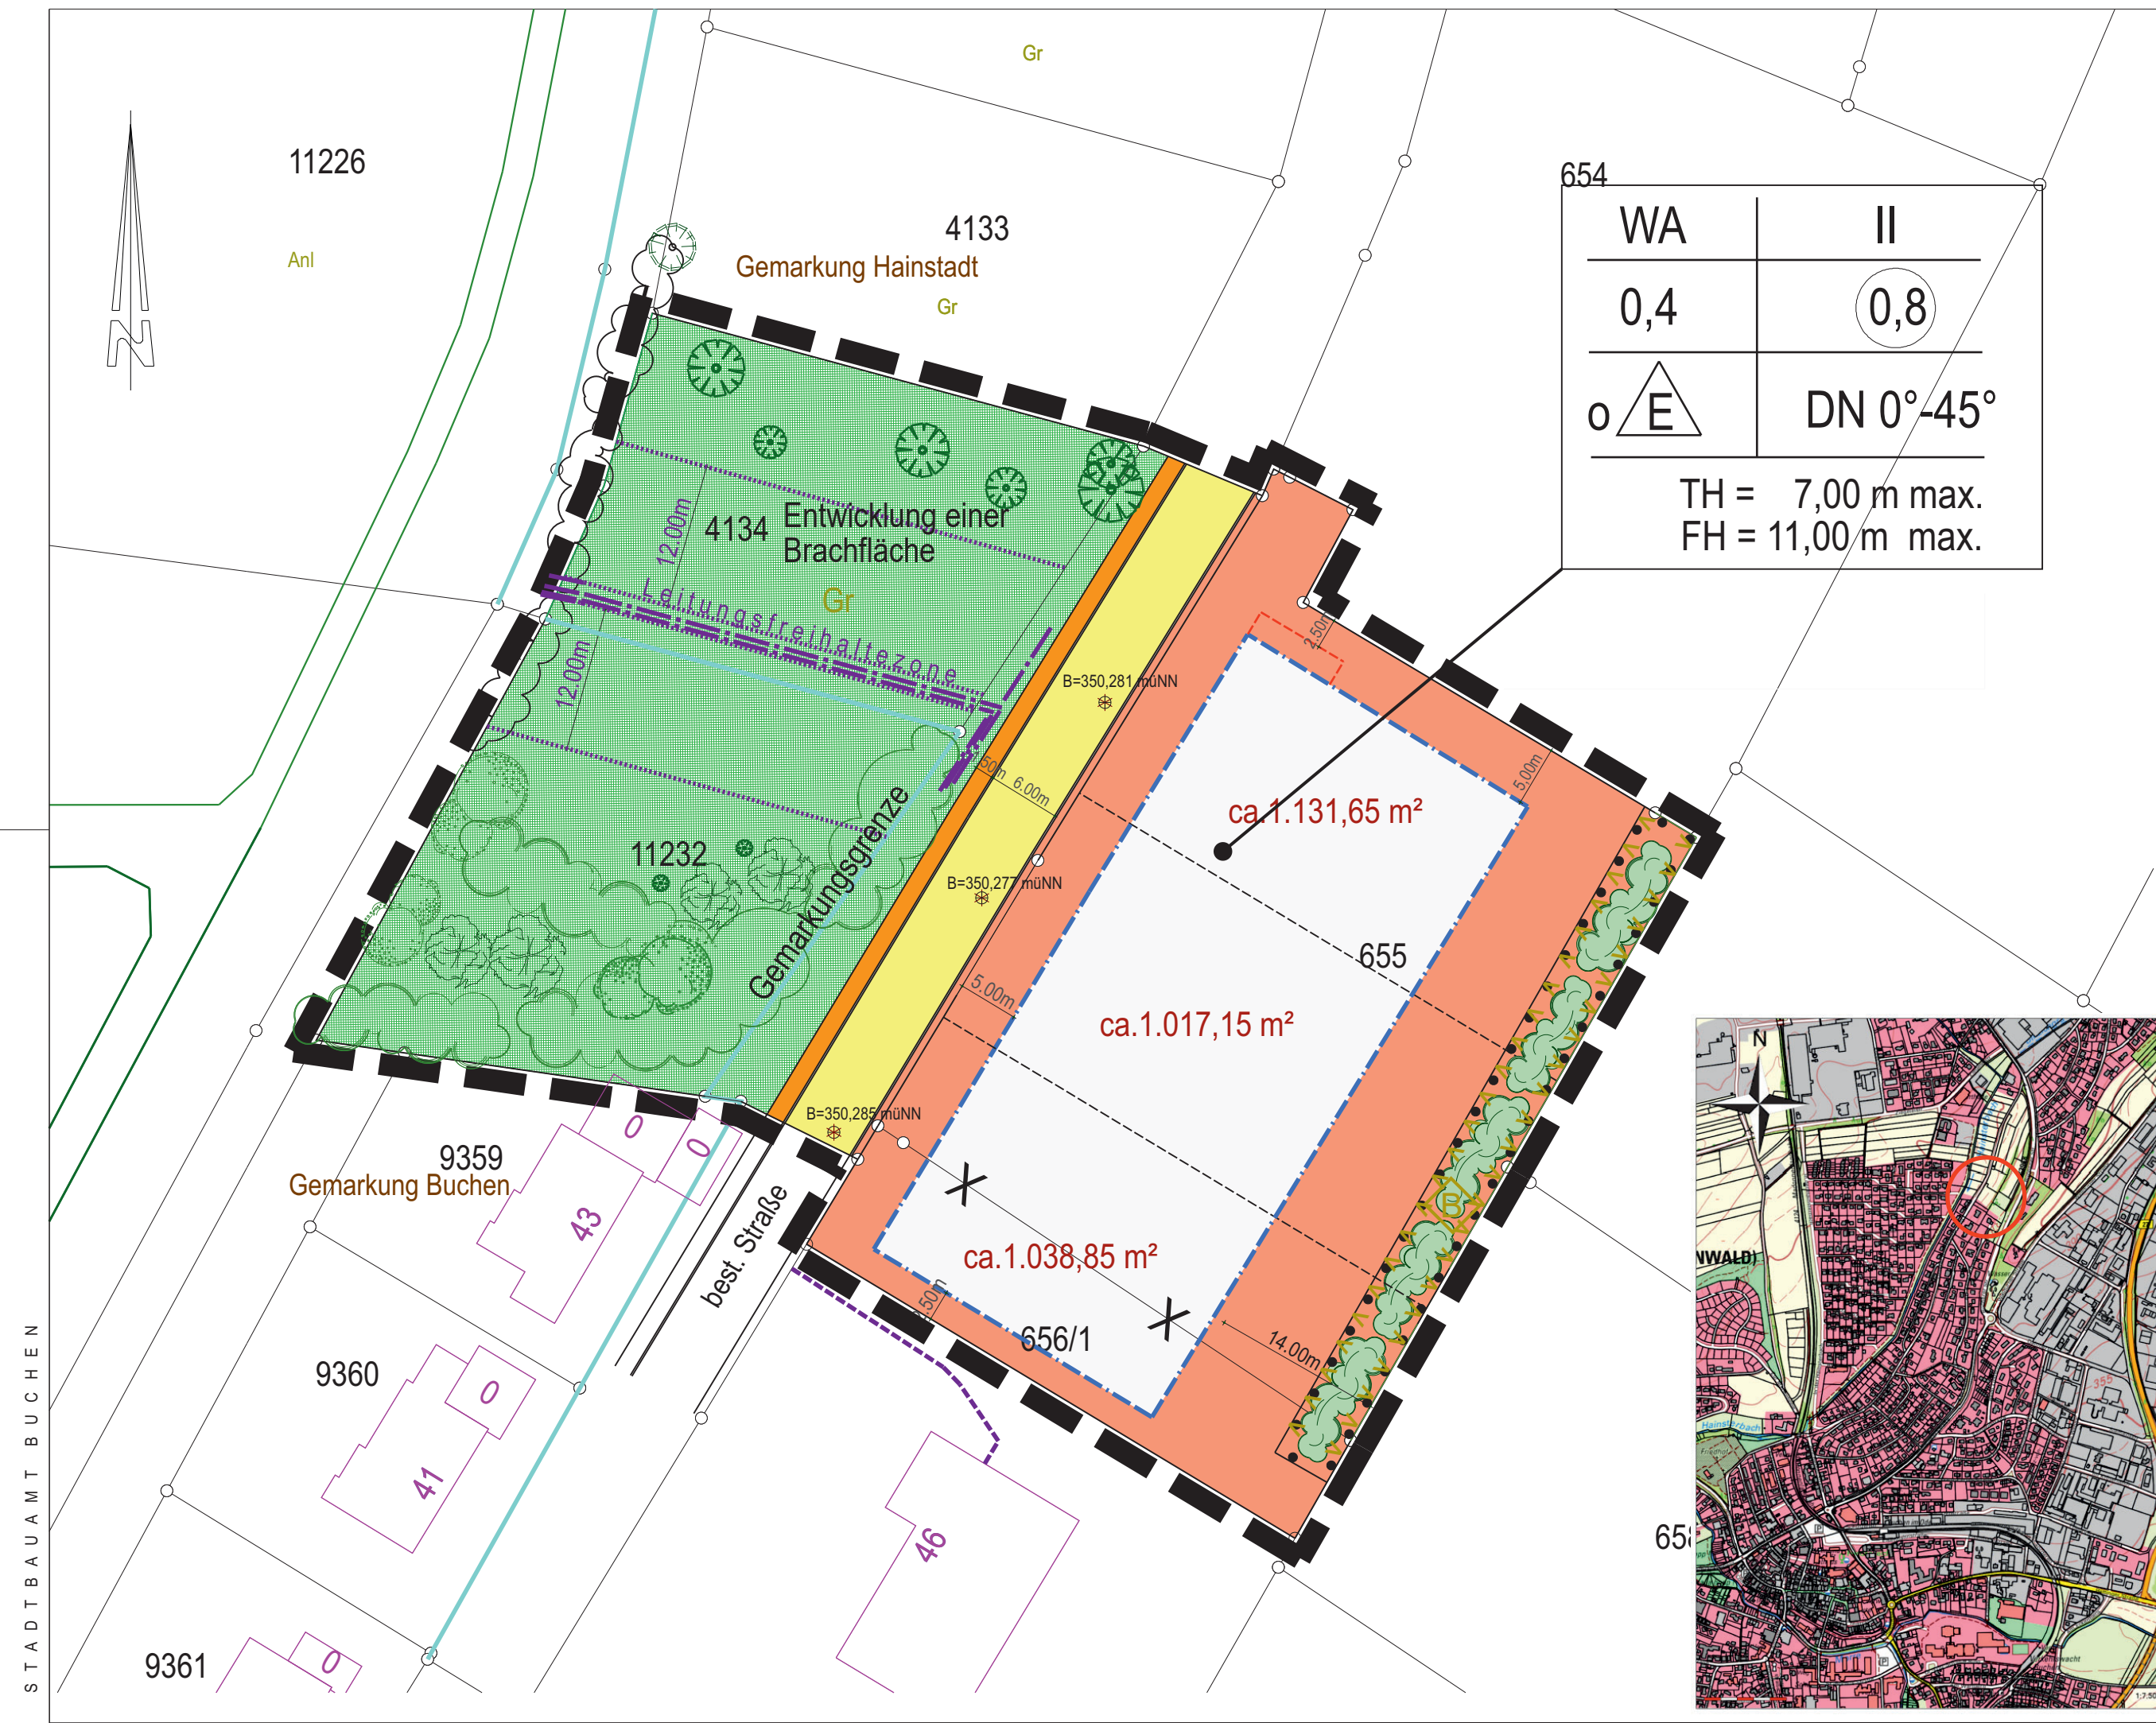 Gr
11226
Anl
4133
Gemarkung Hainstadt
Gr
654
WA II
0,4 0,8
o E DN 0°-45°
TH = 7,00 m max.
FH = 11,00 m max.
N
12.00m
4134
Entwicklung einer
Brachfläche
Gr
Leitungsfreihaltezone
12.00m
2.50m
B=350,281 müNN
6.00m
5.00m
ca.1.131,65 m²
11232
Gemarkungsgrenze
B=350,277 müNN
655
5.00m
ca.1.017,15 m²
B=350,285 müNN
9359
Gemarkung Buchen
0
0
43
best. Straße
B
ca.1.038,85 m²
656/1
14.00m
9360
0
41
46
9361
0
STADTBAUAMT BUCHEN
N
NWALD)
Hainsterbach
355